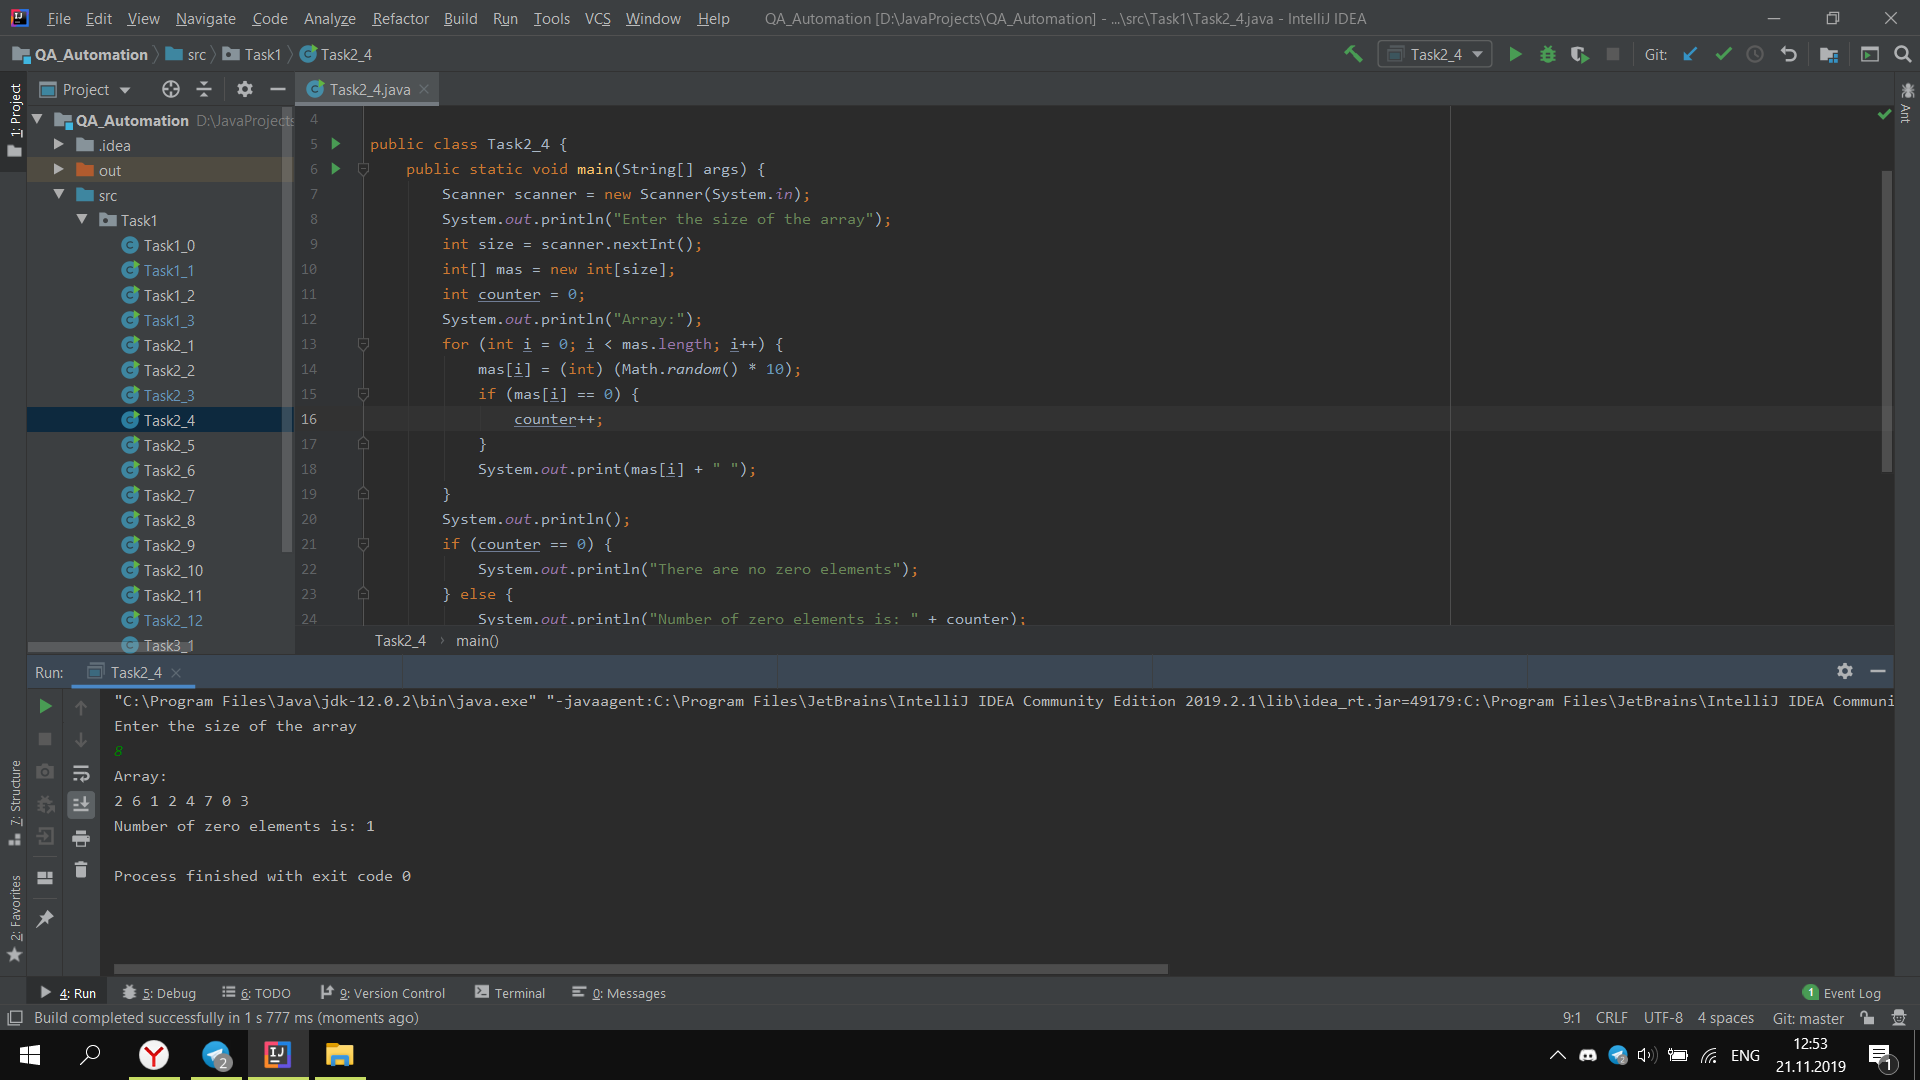 File Edit View Navigate Code Analyze Refactor Build Run Tools VCS Window Help QA_Automation [D:\JavaProjects\QA_Automation] - ...\src\Task1\Task2_4.java - IntelliJ IDEA
QA_Automation src Task1 Task2_4 Task2_4 Git:
1: Project
Project
Task2_4.java
Ant
QA_Automation D:\JavaProjects
.idea
out
src
Task1
Task1_0
Task1_1
Task1_2
Task1_3
Task2_1
Task2_2
Task2_3
Task2_4
Task2_5
Task2_6
Task2_7
Task2_8
Task2_9
Task2_10
Task2_11
Task2_12
Task3_1
4
5 public class Task2_4 {
6 public static void main(String[] args) {
7 Scanner scanner = new Scanner(System.in);
8 System.out.println("Enter the size of the array");
9 int size = scanner.nextInt();
10 int[] mas = new int[size];
11 int counter = 0;
12 System.out.println("Array:");
13 for (int i = 0; i < mas.length; i++) {
14 mas[i] = (int) (Math.random() * 10);
15 if (mas[i] == 0) {
16 counter++;
17 }
18 System.out.print(mas[i] + " ");
19 }
20 System.out.println();
21 if (counter == 0) {
22 System.out.println("There are no zero elements");
23 } else {
24 System.out.println("Number of zero elements is: " + counter);
Task2_4 › main()
Run: Task2_4
"C:\Program Files\Java\jdk-12.0.2\bin\java.exe" "-javaagent:C:\Program Files\JetBrains\IntelliJ IDEA Community Edition 2019.2.1\lib\idea_rt.jar=49179:C:\Program Files\JetBrains\IntelliJ IDEA Communi
Enter the size of the array
8
Array:
2 6 1 2 4 7 0 3
Number of zero elements is: 1
Process finished with exit code 0
7: Structure
2: Favorites
4: Run 5: Debug 6: TODO 9: Version Control Terminal 0: Messages 1 Event Log
Build completed successfully in 1 s 777 ms (moments ago) 9:1 CRLF UTF-8 4 spaces Git: master
2 ENG 12:53
21.11.2019 1